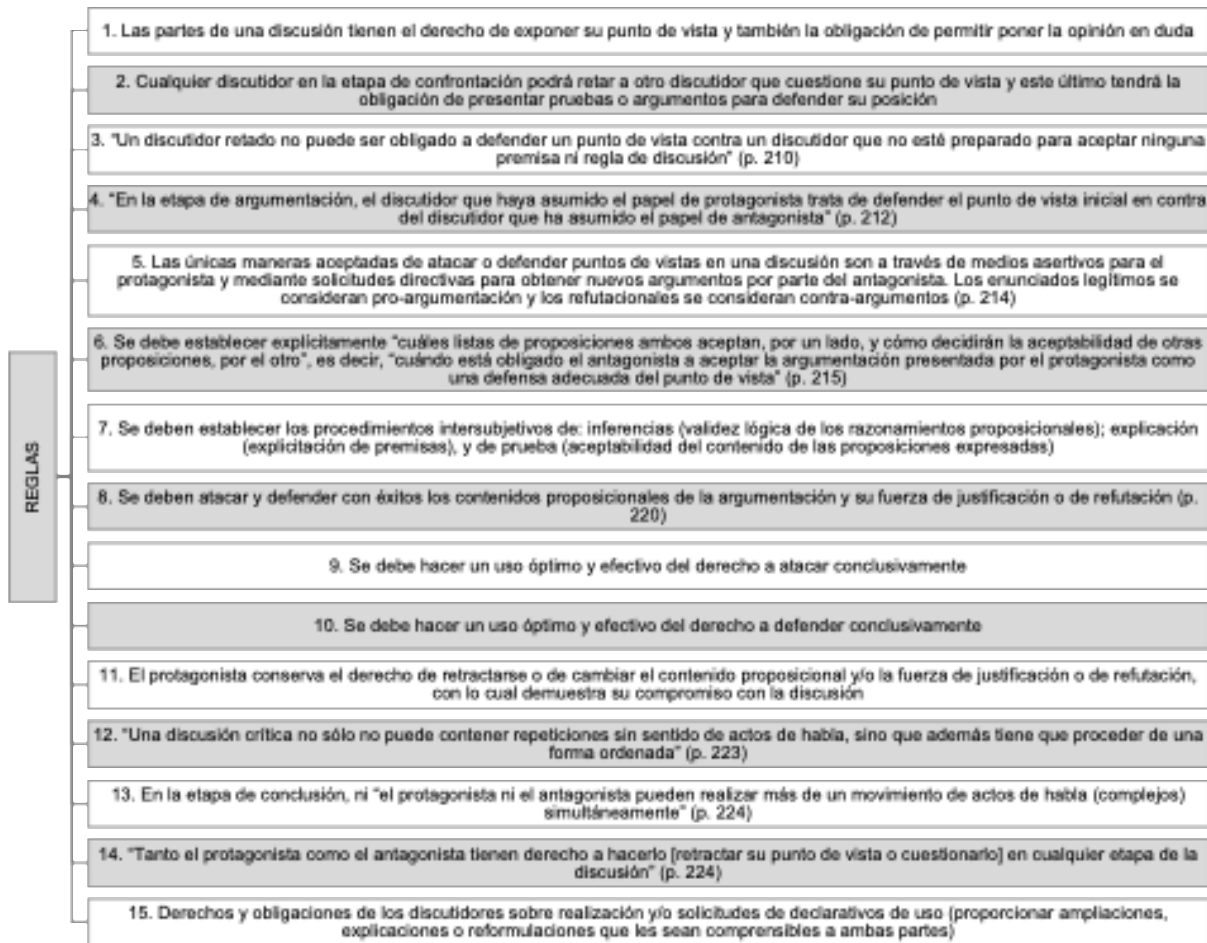 REGLAS
1. Las partes de una discusión tienen el derecho de exponer su punto de vista y también la obligación de permitir poner la opinión en duda
2. Cualquier discutidor en la etapa de confrontación podrá retar a otro discutidor que cuestione su punto de vista y este último tendrá la
obligación de presentar pruebas o argumentos para defender su posición
3. "Un discutidor retado no puede ser obligado a defender un punto de vista contra un discutidor que no esté preparado para aceptar ninguna
premisa ni regla de discusión" (p. 210)
4. "En la etapa de argumentación, el discutidor que haya asumido el papel de protagonista trata de defender el punto de vista inicial en contra
del discutidor que ha asumido el papel de antagonista" (p. 212)
5. Las únicas maneras aceptadas de atacar o defender puntos de vistas en una discusión son a través de medios asertivos para el
protagonista y mediante solicitudes directivas para obtener nuevos argumentos por parte del antagonista. Los enunciados legítimos se
consideran pro-argumentación y los refutacionales se consideran contra-argumentos (p. 214)
6. Se debe establecer explícitamente "cuáles listas de proposiciones ambos aceptan, por un lado, y cómo decidirán la aceptabilidad de otras
proposiciones, por el otro", es decir, "cuándo está obligado el antagonista a aceptar la argumentación presentada por el protagonista como
una defensa adecuada del punto de vista" (p. 215)
7. Se deben establecer los procedimientos intersubjetivos de: inferencias (validez lógica de los razonamientos proposicionales); explicación
(explicitación de premisas), y de prueba (aceptabilidad del contenido de las proposiciones expresadas)
8. Se deben atacar y defender con éxitos los contenidos proposicionales de la argumentación y su fuerza de justificación o de refutación (p.
220)
9. Se debe hacer un uso óptimo y efectivo del derecho a atacar conclusivamente
10. Se debe hacer un uso óptimo y efectivo del derecho a defender conclusivamente
11. El protagonista conserva el derecho de retractarse o de cambiar el contenido proposicional y/o la fuerza de justificación o de refutación,
con lo cual demuestra su compromiso con la discusión
12. "Una discusión crítica no sólo no puede contener repeticiones sin sentido de actos de habla, sino que además tiene que proceder de una
forma ordenada" (p. 223)
13. En la etapa de conclusión, ni "el protagonista ni el antagonista pueden realizar más de un movimiento de actos de habla (complejos)
simultáneamente" (p. 224)
14. "Tanto el protagonista como el antagonista tienen derecho a hacerlo [retractar su punto de vista o cuestionarlo] en cualquier etapa de la
discusión" (p. 224)
15. Derechos y obligaciones de los discutidores sobre realización y/o solicitudes de declarativos de uso (proporcionar ampliaciones,
explicaciones o reformulaciones que les sean comprensibles a ambas partes)